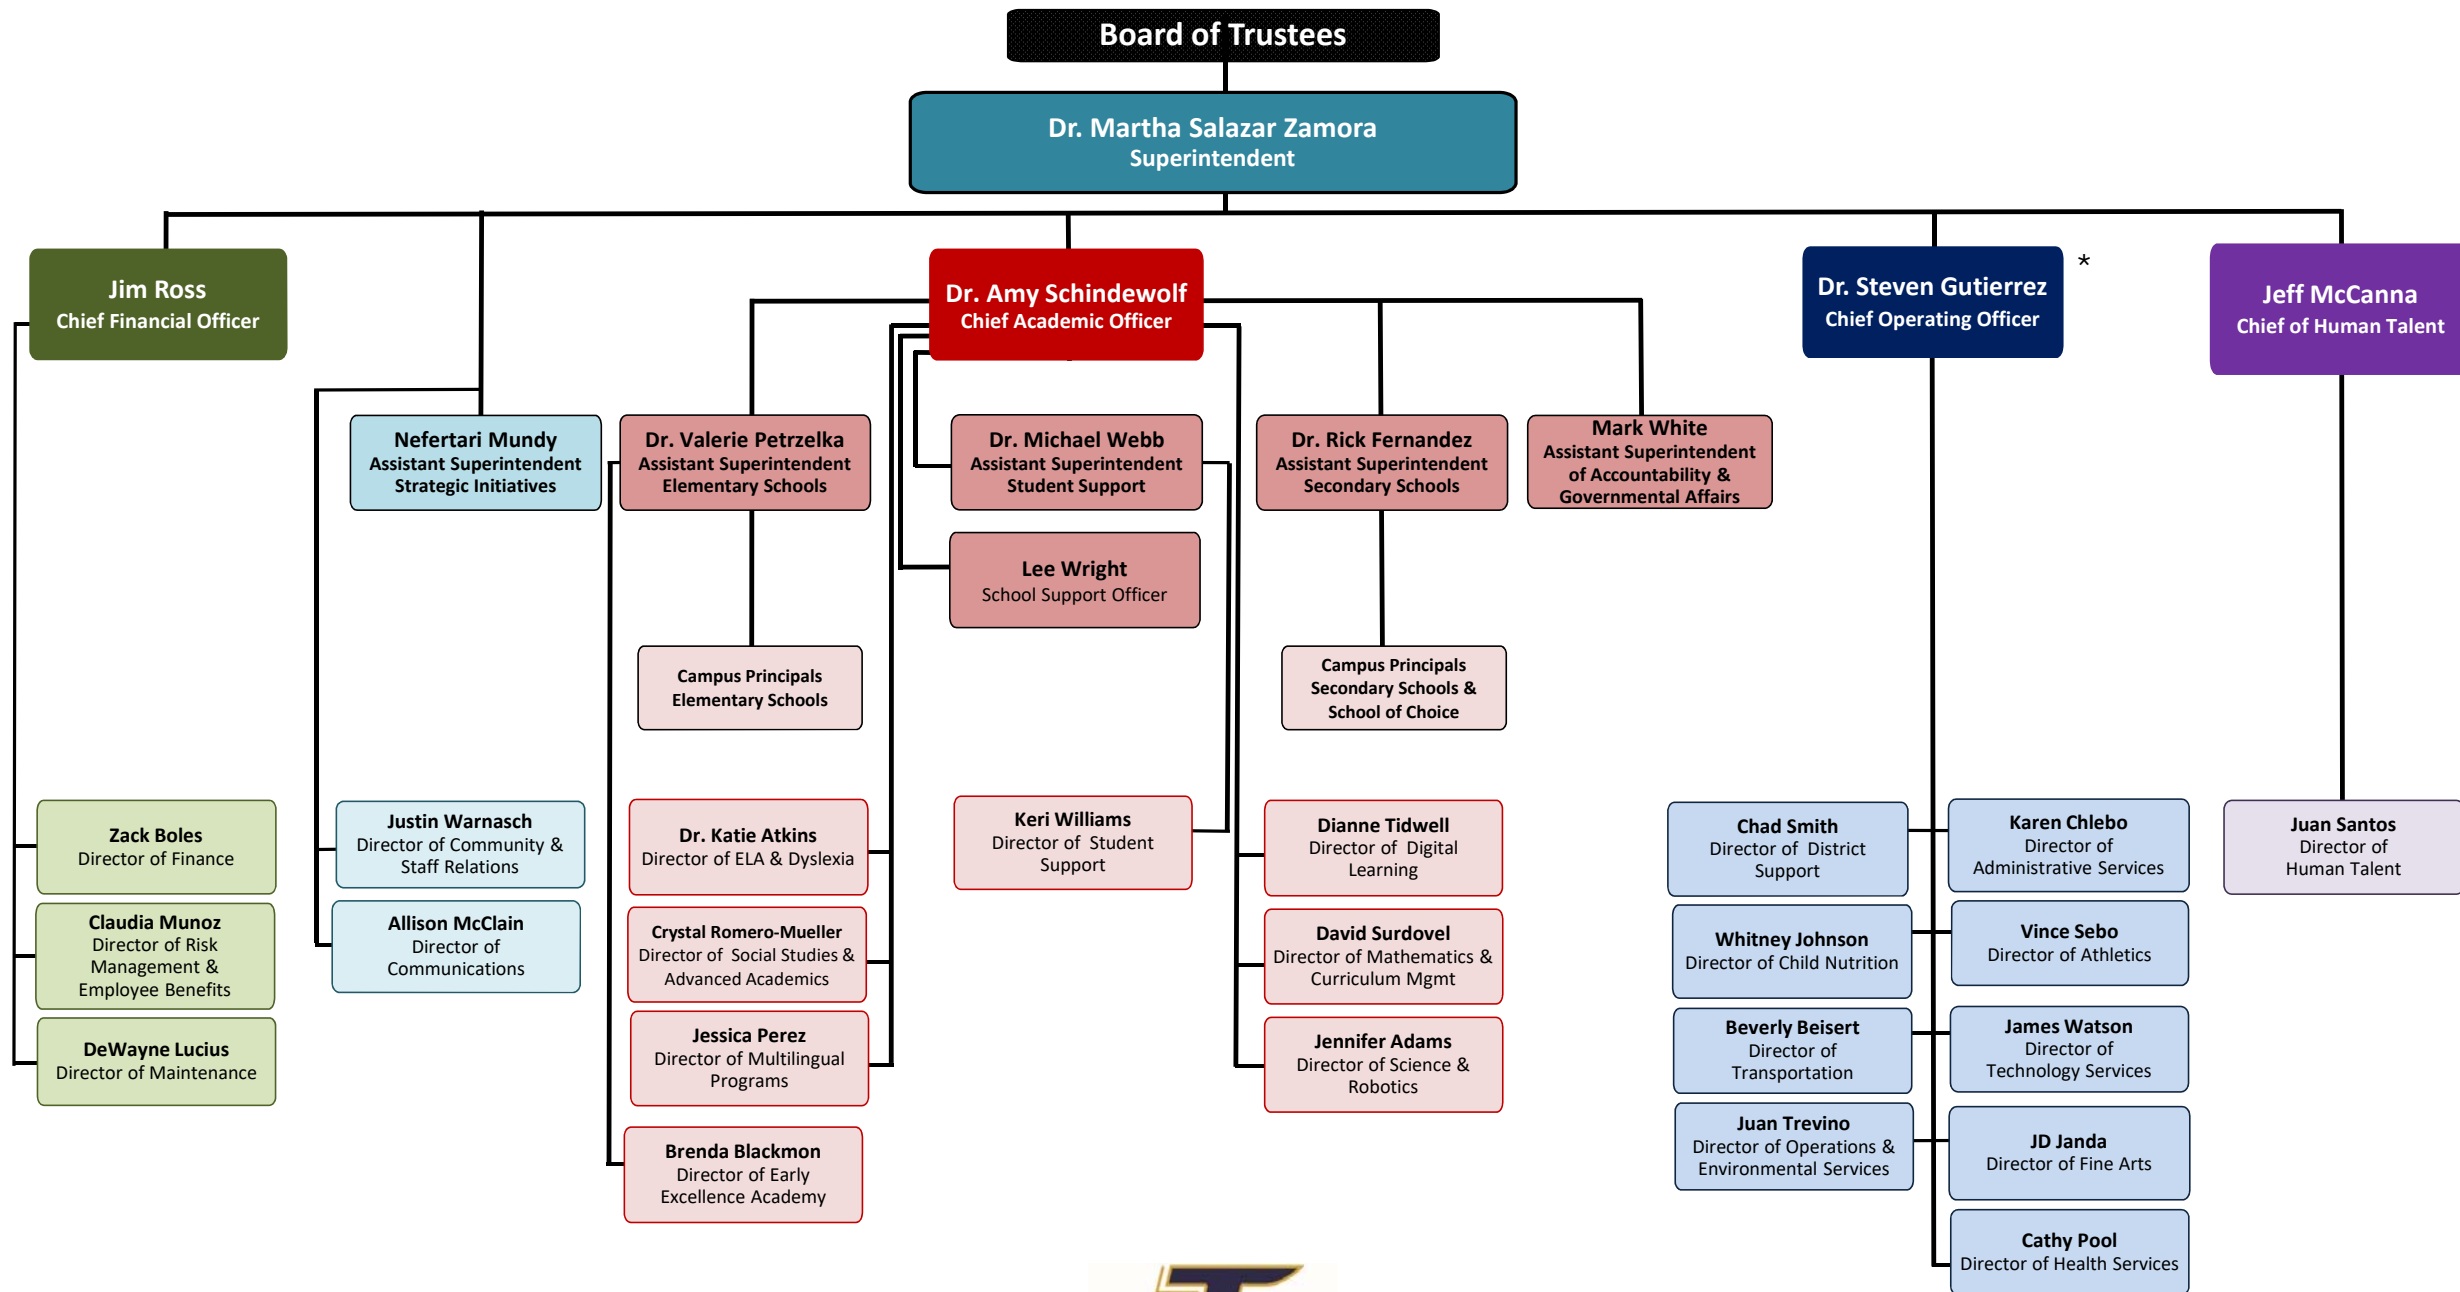 Board of Trustees
Dr. Martha Salazar Zamora
Superintendent
Jim Ross
Chief Financial Officer
Dr. Amy Schindewolf
Chief Academic Officer
Dr. Steven Gutierrez
Chief Operating Officer
*
Jeff McCanna
Chief of Human Talent
Nefertari Mundy
Assistant Superintendent
Strategic Initiatives
Dr. Valerie Petrzelka
Assistant Superintendent
Elementary Schools
Dr. Michael Webb
Assistant Superintendent
Student Support
Dr. Rick Fernandez
Assistant Superintendent
Secondary Schools
Mark White
Assistant Superintendent
of Accountability &
Governmental Affairs
Lee Wright
School Support Officer
Campus Principals
Elementary Schools
Campus Principals
Secondary Schools &
School of Choice
Zack Boles
Director of Finance
Claudia Munoz
Director of Risk
Management &
Employee Benefits
DeWayne Lucius
Director of Maintenance
Justin Warnasch
Director of Community &
Staff Relations
Allison McClain
Director of
Communications
Dr. Katie Atkins
Director of ELA & Dyslexia
Crystal Romero-Mueller
Director of Social Studies &
Advanced Academics
Jessica Perez
Director of Multilingual
Programs
Brenda Blackmon
Director of Early
Excellence Academy
Keri Williams
Director of Student
Support
Dianne Tidwell
Director of Digital
Learning
David Surdovel
Director of Mathematics &
Curriculum Mgmt
Jennifer Adams
Director of Science &
Robotics
Chad Smith
Director of District
Support
Whitney Johnson
Director of Child Nutrition
Beverly Beisert
Director of
Transportation
Juan Trevino
Director of Operations &
Environmental Services
Karen Chlebo
Director of
Administrative Services
Vince Sebo
Director of Athletics
James Watson
Director of
Technology Services
JD Janda
Director of Fine Arts
Cathy Pool
Director of Health Services
Juan Santos
Director of
Human Talent